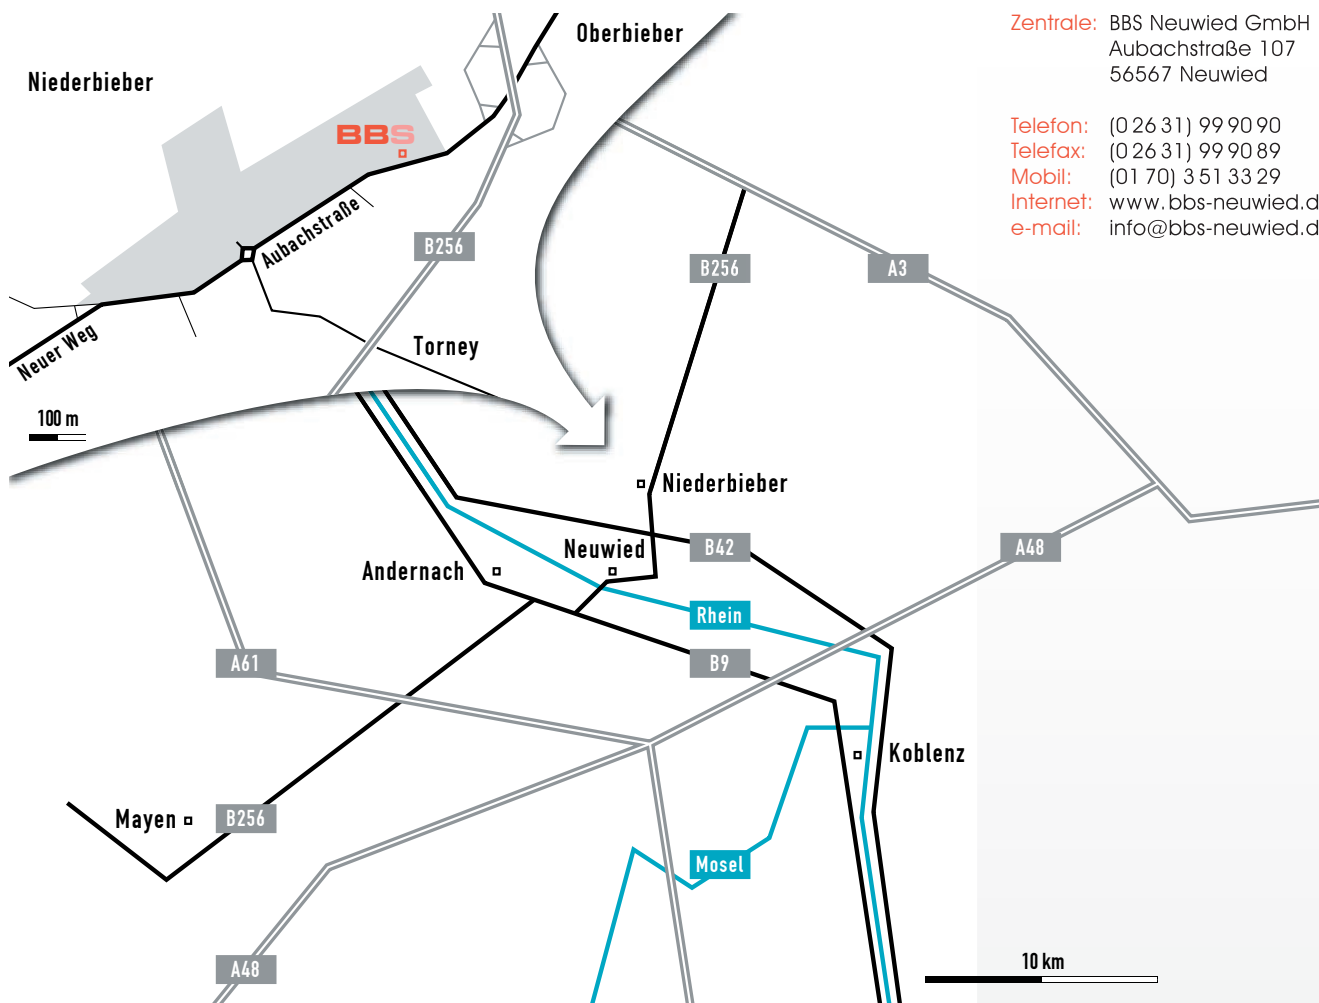 Zentrale: BBS Neuwied GmbH
Aubachstraße 107
56567 Neuwied
Telefon: (0 26 31) 99 90 90
Telefax: (0 26 31) 99 90 89
Mobil: (01 70) 3 51 33 29
Internet: www.bbs-neuwied.d
e-mail: info@bbs-neuwied.d
Oberbieber
Niederbieber
BBS
Aubachstraße
B256
Neuer Weg
Torney
100 m
B256
A3
Niederbieber
Neuwied
B42
A48
Andernach
Rhein
A61
B9
Koblenz
Mayen
B256
Mosel
A48
10 km